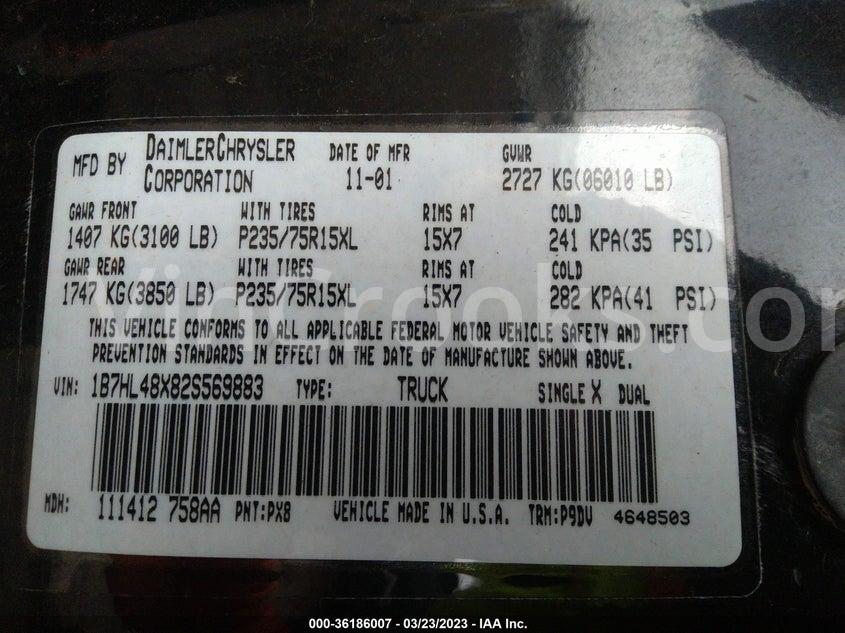 MFD BY DAIMLERCHRYSLER CORPORATION DATE OF MFR 11-01 GVWR 2727 KG(06010 LB)
GAWR FRONT WITH TIRES RIMS AT COLD
1407 KG(3100 LB) P235/75R15XL 15X7 241 KPA(35 PSI)
GAWR REAR WITH TIRES RIMS AT COLD
1747 KG(3850 LB) P235/75R15XL 15X7 282 KPA(41 PSI)
THIS VEHICLE CONFORMS TO ALL APPLICABLE FEDERAL MOTOR VEHICLE SAFETY AND THEFT
PREVENTION STANDARDS IN EFFECT ON THE DATE OF MANUFACTURE SHOWN ABOVE.
VIN: 1B7HL48X82S569883 TYPE: TRUCK SINGLE X DUAL
MDH: 111412 758AA PNT:PX8 VEHICLE MADE IN U.S.A. TRM:P9DV 4648503
VinCrooks.com
000-36186007 - 03/23/2023 - IAA Inc.